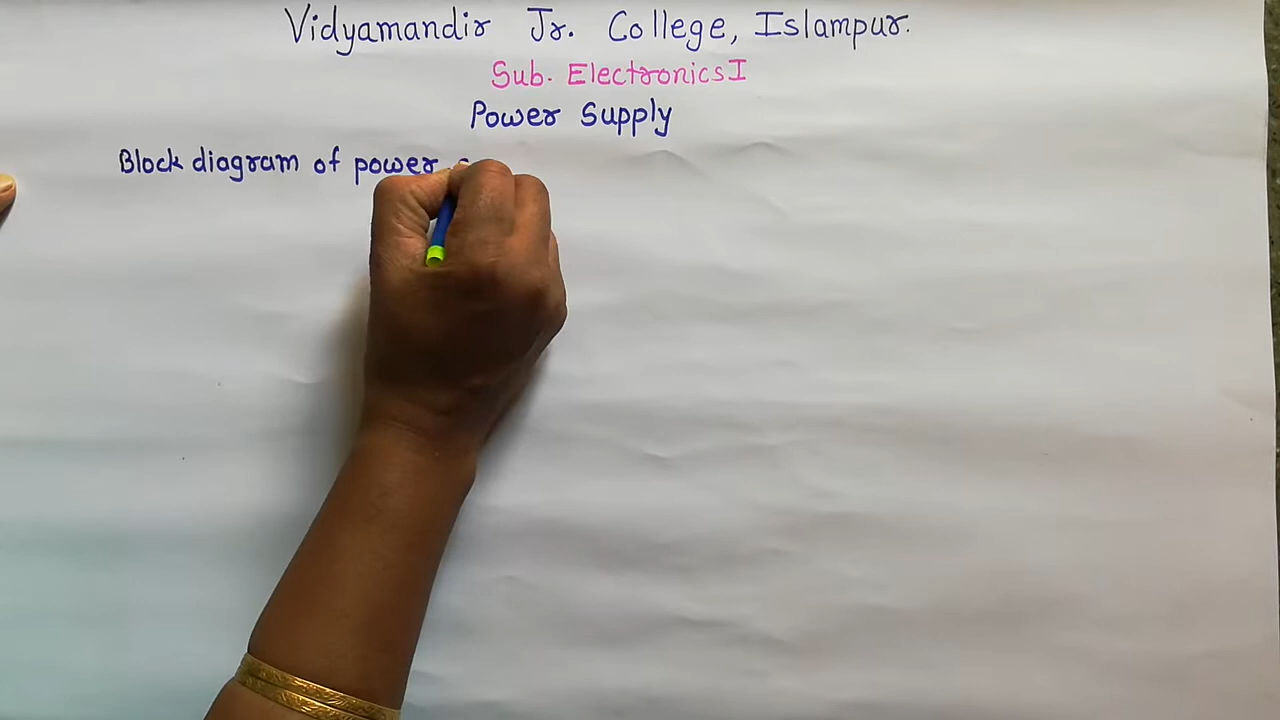 Vidyamandir Jr. College, Islampur.
Sub. Electronics I
Power Supply
Block diagram of power